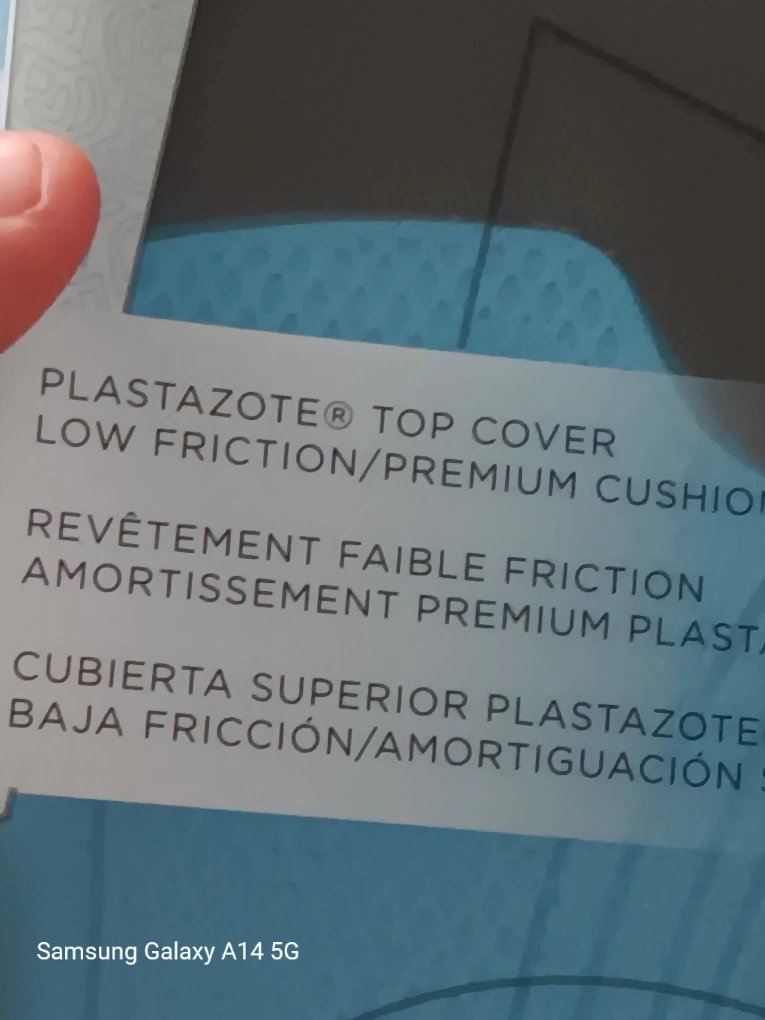 PLASTAZOTE® TOP COVER
LOW FRICTION/PREMIUM
REVÊTEMENT FAIBLE FRICTION
AMORTISSEMENT PREMIUM
CUBIERTA SUPERIOR PLASTAZOTE
BAJA FRICCIÓN/AMORTIGUACIÓN
Samsung Galaxy A14 5G